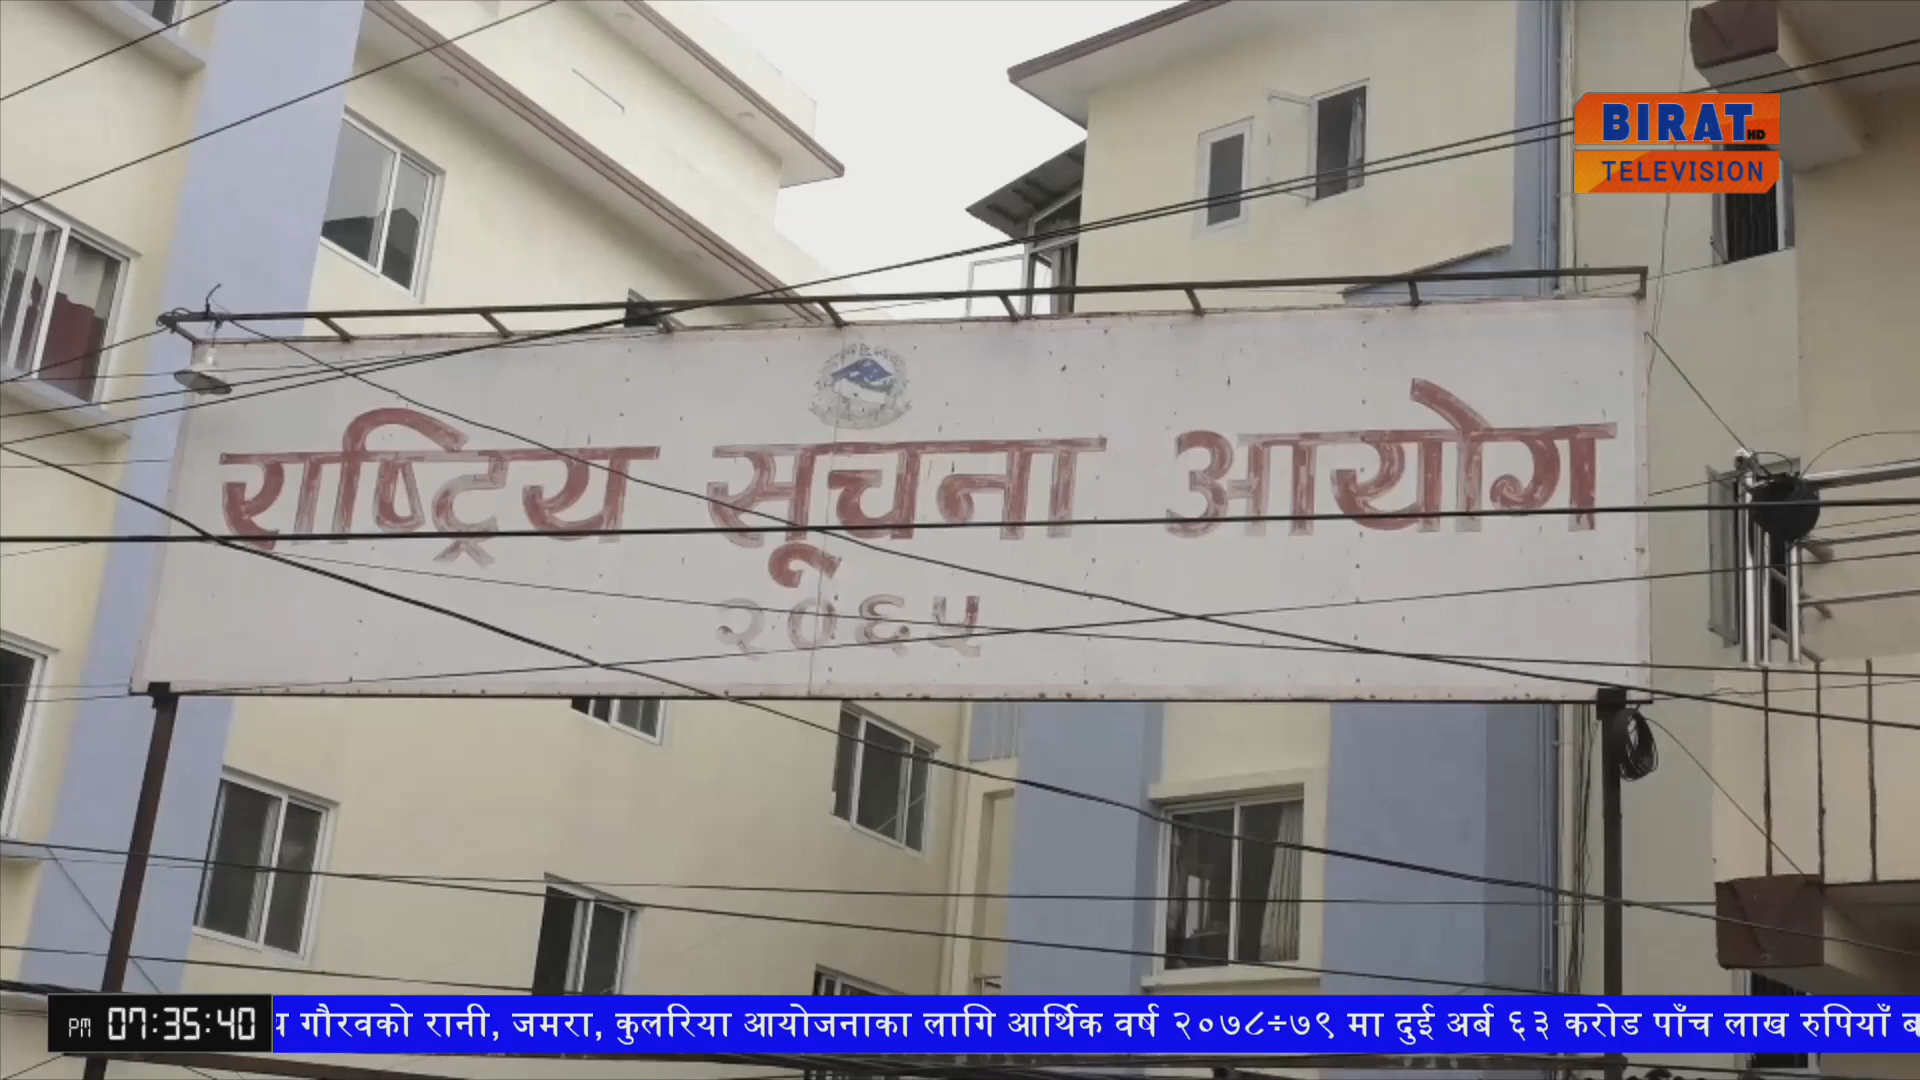 BIRAT HD
TELEVISION
राष्ट्रिय सूचना आयोग
२०६५
PM 07:35:40
गौरवको रानी, जमरा, कुलरिया आयोजनाका लागि आर्थिक वर्ष २०७८÷७९ मा दुई अर्ब ६३ करोड पाँच लाख रुपियाँ